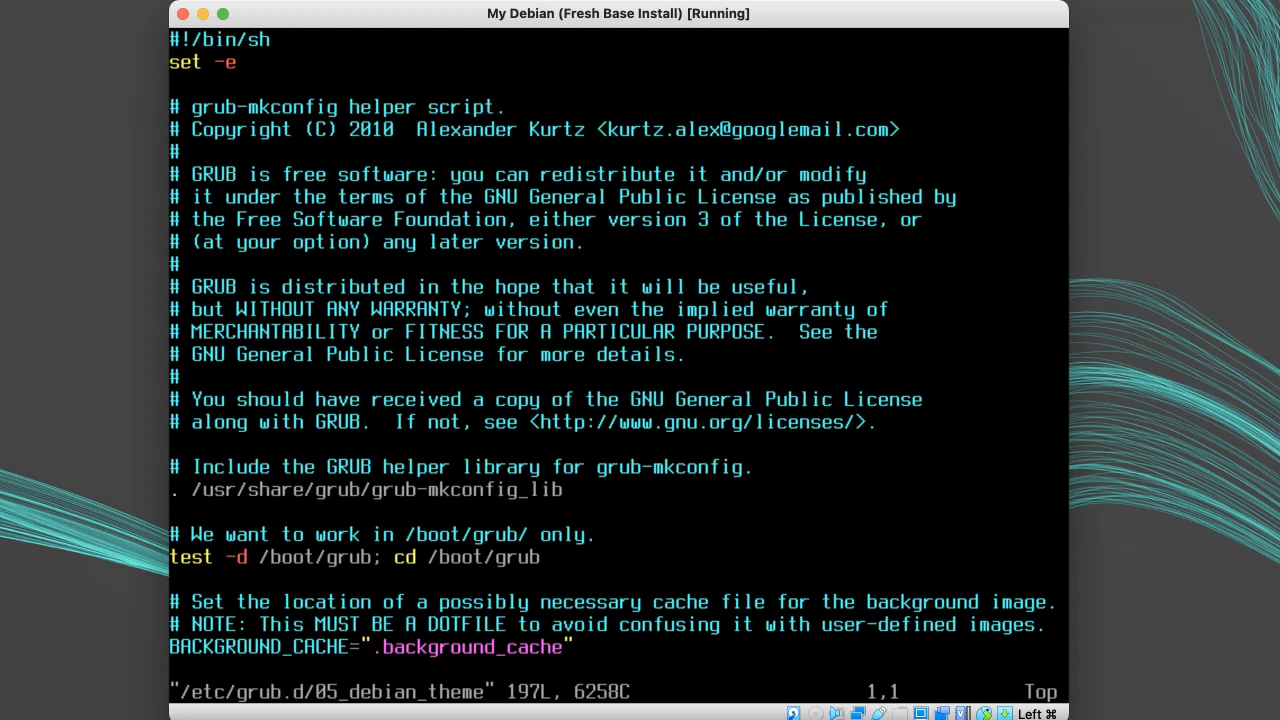 My Debian (Fresh Base Install) [Running]
#!/bin/sh
set -e
# grub-mkconfig helper script.
# Copyright (C) 2010  Alexander Kurtz <kurtz.alex@googlemail.com>
#
# GRUB is free software: you can redistribute it and/or modify
# it under the terms of the GNU General Public License as published by
# the Free Software Foundation, either version 3 of the License, or
# (at your option) any later version.
#
# GRUB is distributed in the hope that it will be useful,
# but WITHOUT ANY WARRANTY; without even the implied warranty of
# MERCHANTABILITY or FITNESS FOR A PARTICULAR PURPOSE.  See the
# GNU General Public License for more details.
#
# You should have received a copy of the GNU General Public License
# along with GRUB.  If not, see <http://www.gnu.org/licenses/>.
# Include the GRUB helper library for grub-mkconfig.
. /usr/share/grub/grub-mkconfig_lib
# We want to work in /boot/grub/ only.
test -d /boot/grub; cd /boot/grub
# Set the location of a possibly necessary cache file for the background image.
# NOTE: This MUST BE A DOTFILE to avoid confusing it with user-defined images.
BACKGROUND_CACHE=".background_cache"
"/etc/grub.d/05_debian_theme" 197L, 6258C 1,1 Top
Left ⌘